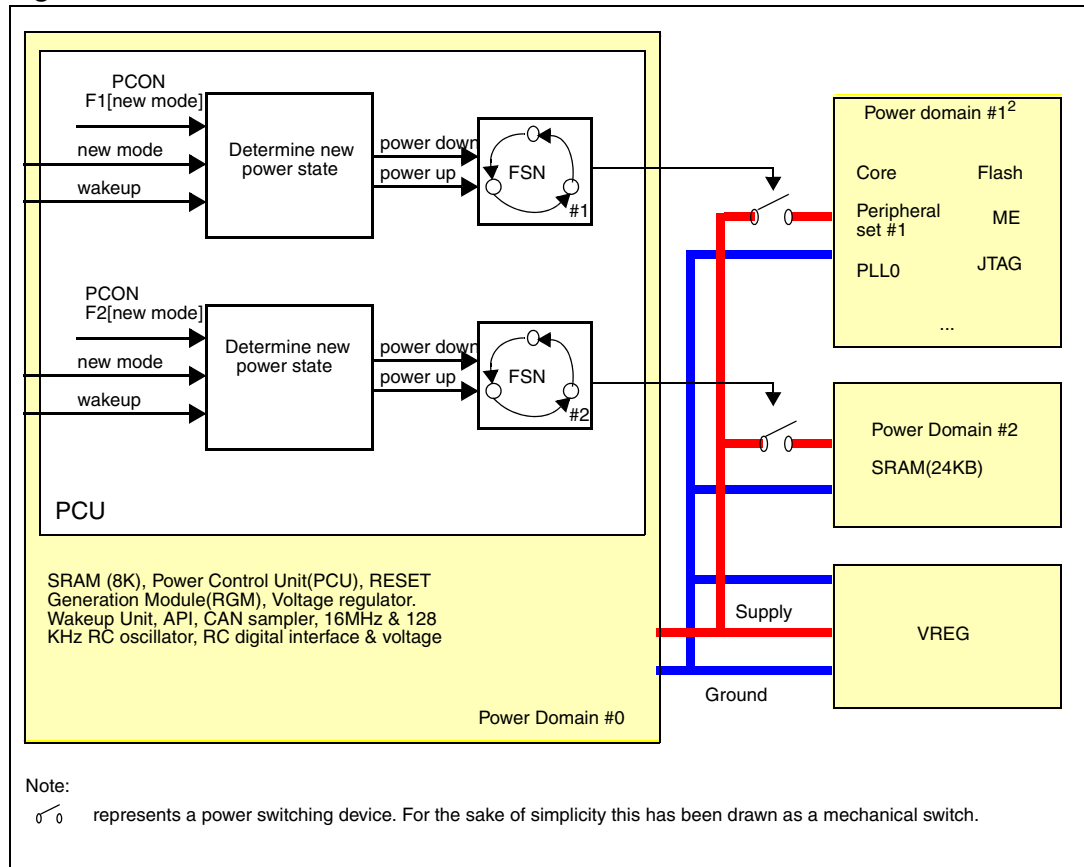 PCON
F1[new mode]
new mode
wakeup
Determine new
power state
power down
power up
FSN
#1
PCON
F2[new mode]
new mode
wakeup
Determine new
power state
power down
power up
FSN
#2
PCU
SRAM (8K), Power Control Unit(PCU), RESET
Generation Module(RGM), Voltage regulator.
Wakeup Unit, API, CAN sampler, 16MHz & 128
KHz RC oscillator, RC digital interface & voltage
Power Domain #0
Power domain #1²
Core
Flash
Peripheral
set #1
ME
PLL0
JTAG
...
Power Domain #2
SRAM(24KB)
Supply
VREG
Ground
Note:
represents a power switching device. For the sake of simplicity this has been drawn as a mechanical switch.